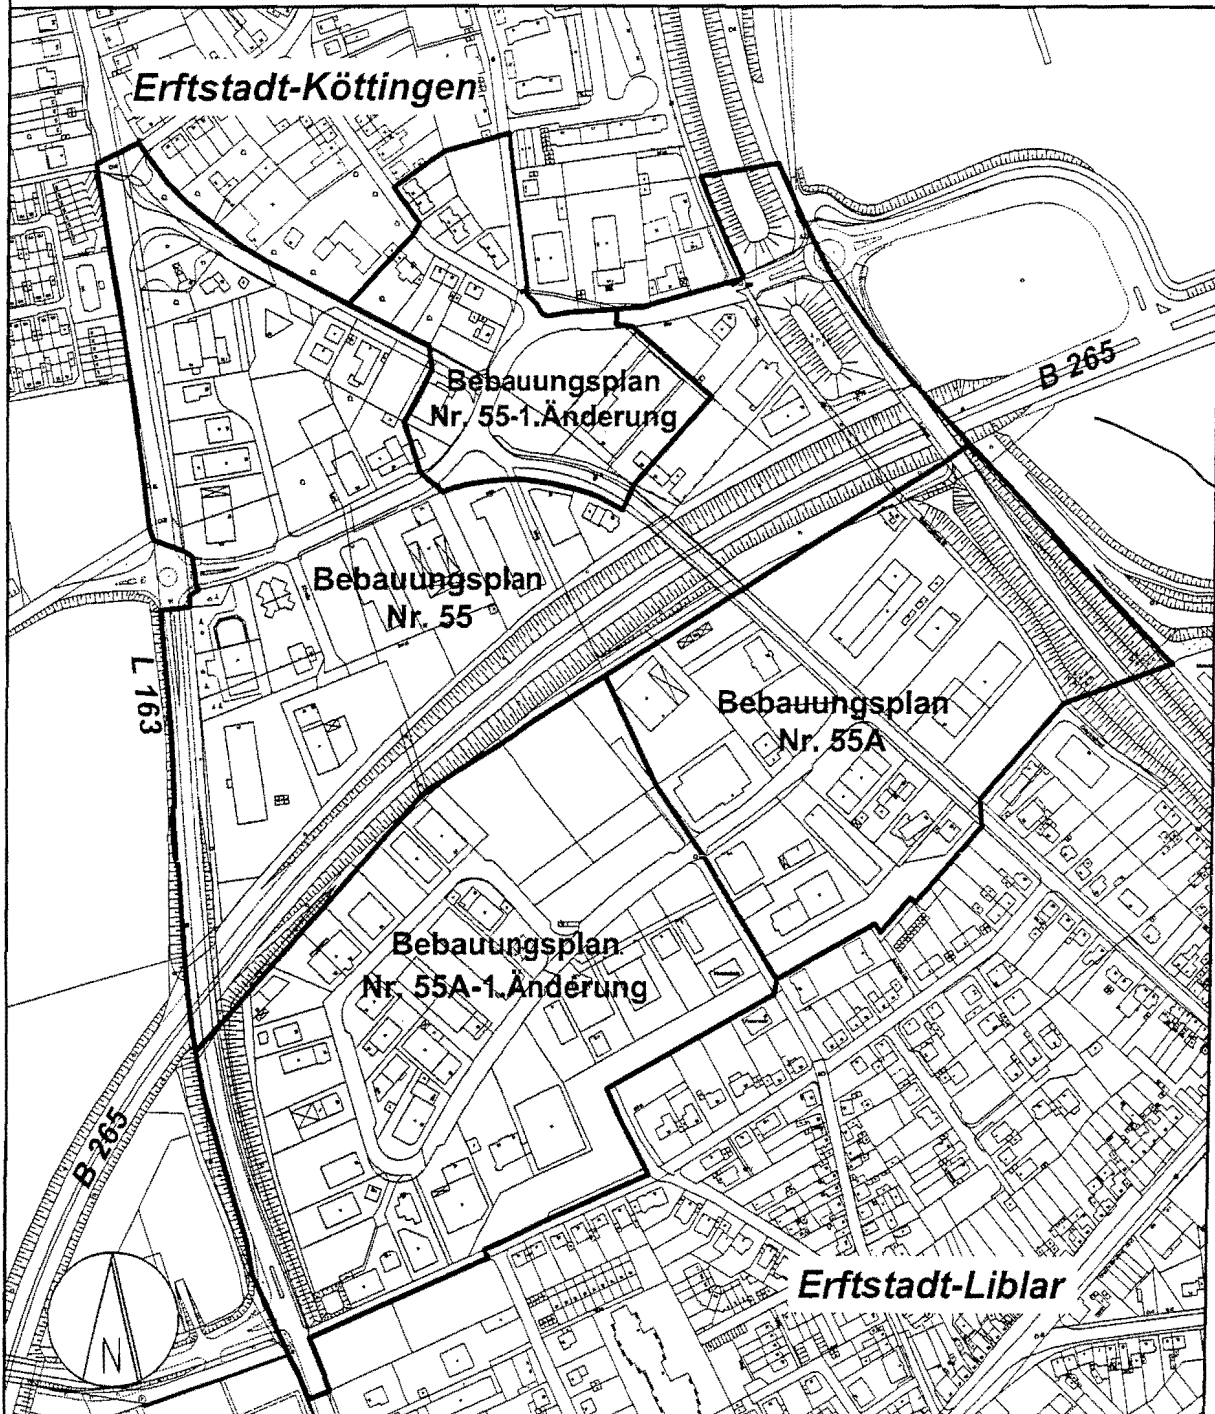 Erftstadt-Köttingen
B 265
Bebauungsplan
Nr. 55-1.Änderung
Bebauungsplan
Nr. 55
L 163
Bebauungsplan
Nr. 55A
Bebauungsplan
Nr. 55A-1.Änderung
B 265
Erftstadt-Liblar
N